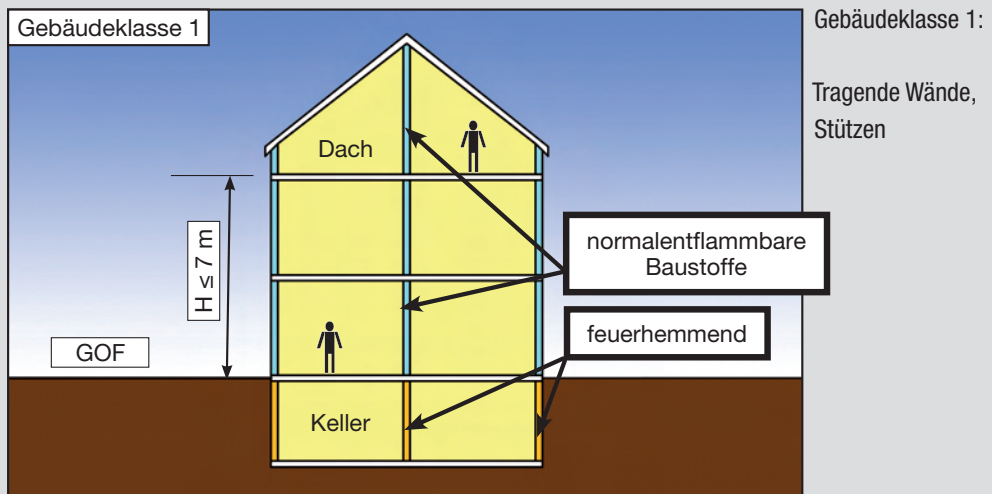 Gebäudeklasse 1
Gebäudeklasse 1:
Tragende Wände,
Stützen
Dach
H ≤ 7 m
normalentflammbare
Baustoffe
feuerhemmend
GOF
Keller